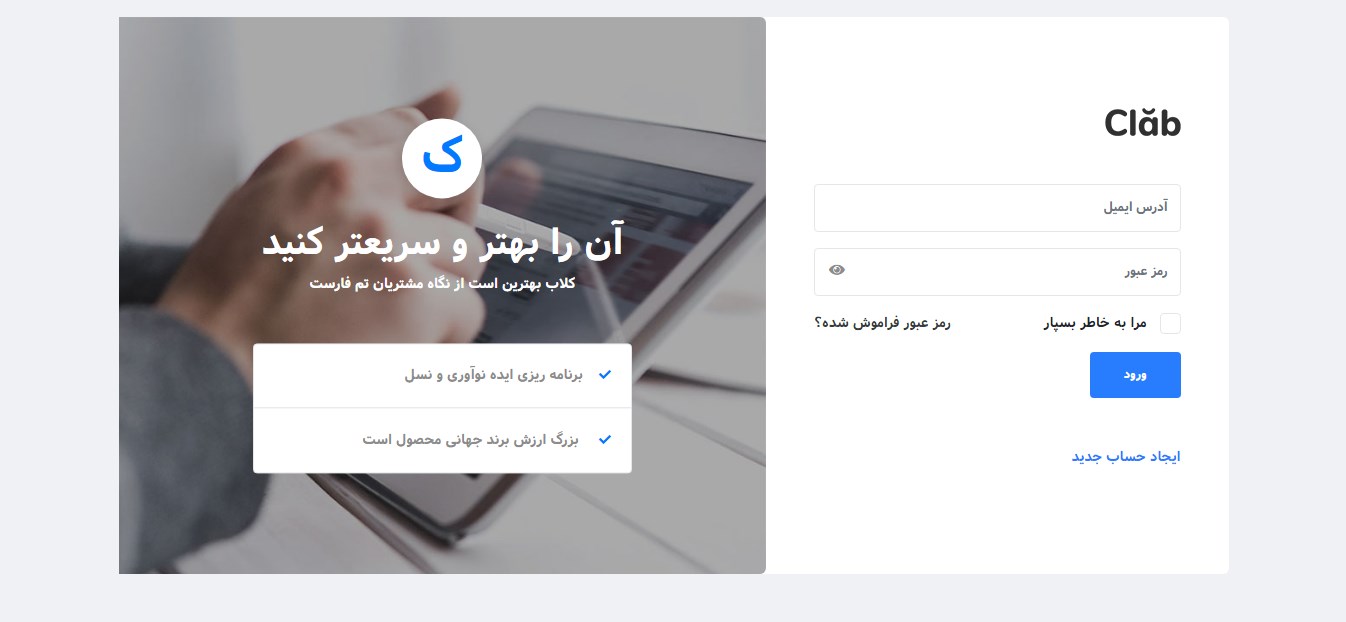 Clăb
آدرس ایمیل
رمز عبور
مرا به خاطر بسپار
رمز عبور فراموش شده؟
ورود
ایجاد حساب جدید
ک
آن را بهتر و سریعتر کنید
کلاب بهترین است از نگاه مشتریان تم فارست
برنامه ریزی ایده نوآوری و نسل
بزرگ ارزش برند جهانی محصول است